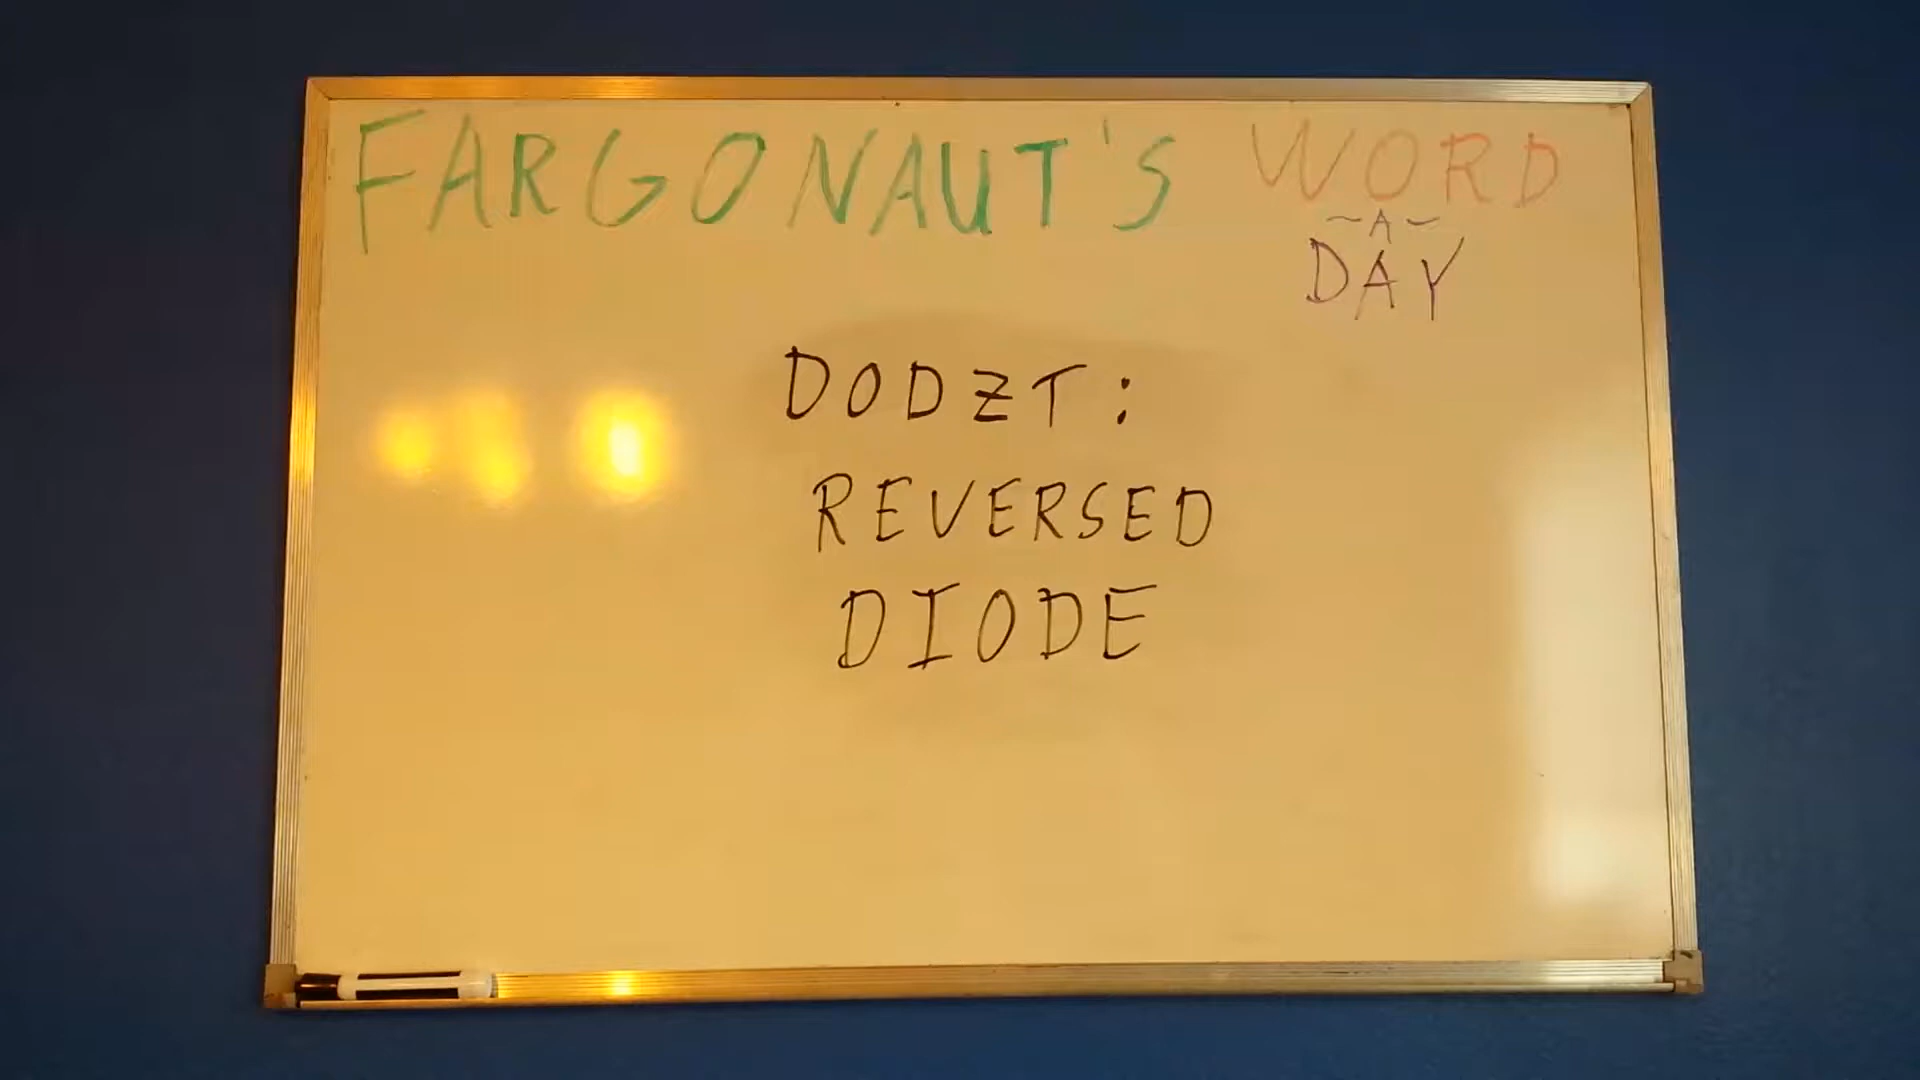 FARGONAUT'S WORD
~A~
DAY
DODZT:
REVERSED
DIODE